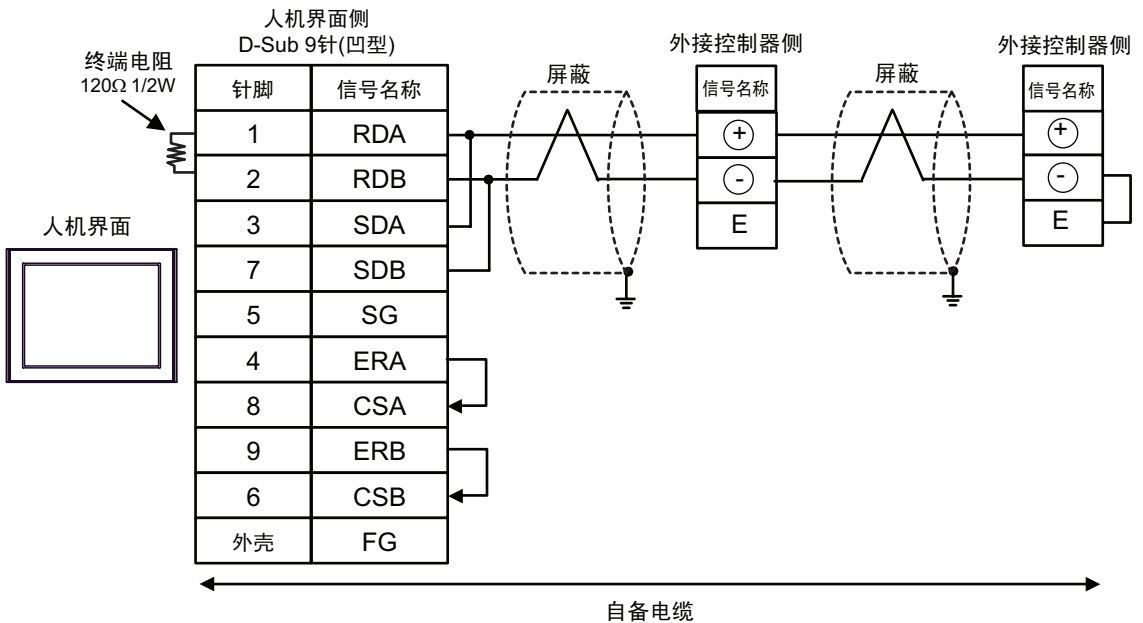 人机界面侧
D-Sub 9针(凹型)
终端电阻
120Ω 1/2W
人机界面
针脚 信号名称
1 RDA
2 RDB
3 SDA
7 SDB
5 SG
4 ERA
8 CSA
9 ERB
6 CSB
外壳 FG
屏蔽
外接控制器侧
信号名称
+
-
E
屏蔽
外接控制器侧
信号名称
+
-
E
自备电缆